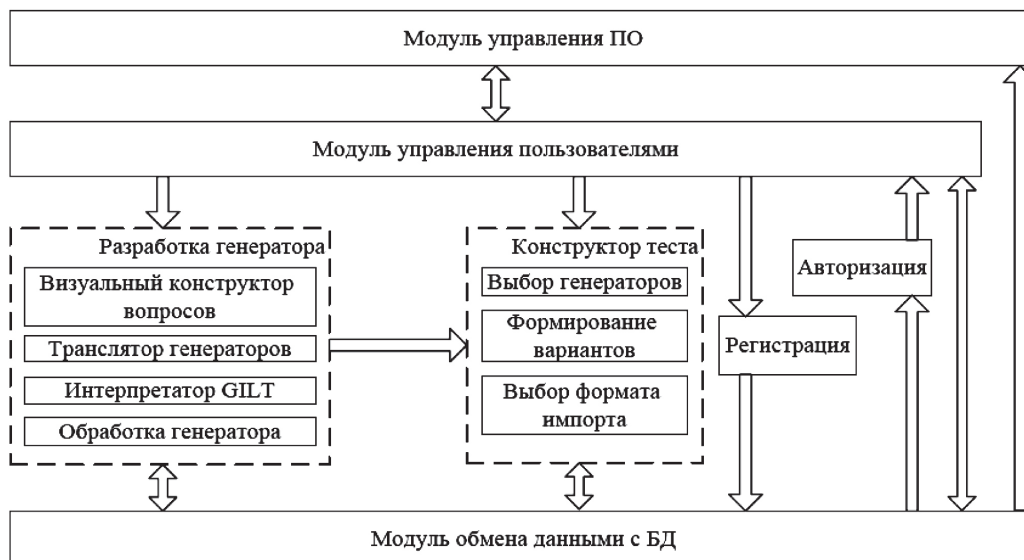 Модуль управления ПО
Модуль управления пользователями
Разработка генератора
Визуальный конструктор
вопросов
Транслятор генераторов
Интерпретатор GILT
Обработка генератора
Конструктор теста
Выбор генераторов
Формирование
вариантов
Выбор формата
импорта
Регистрация
Авторизация
Модуль обмена данными с БД